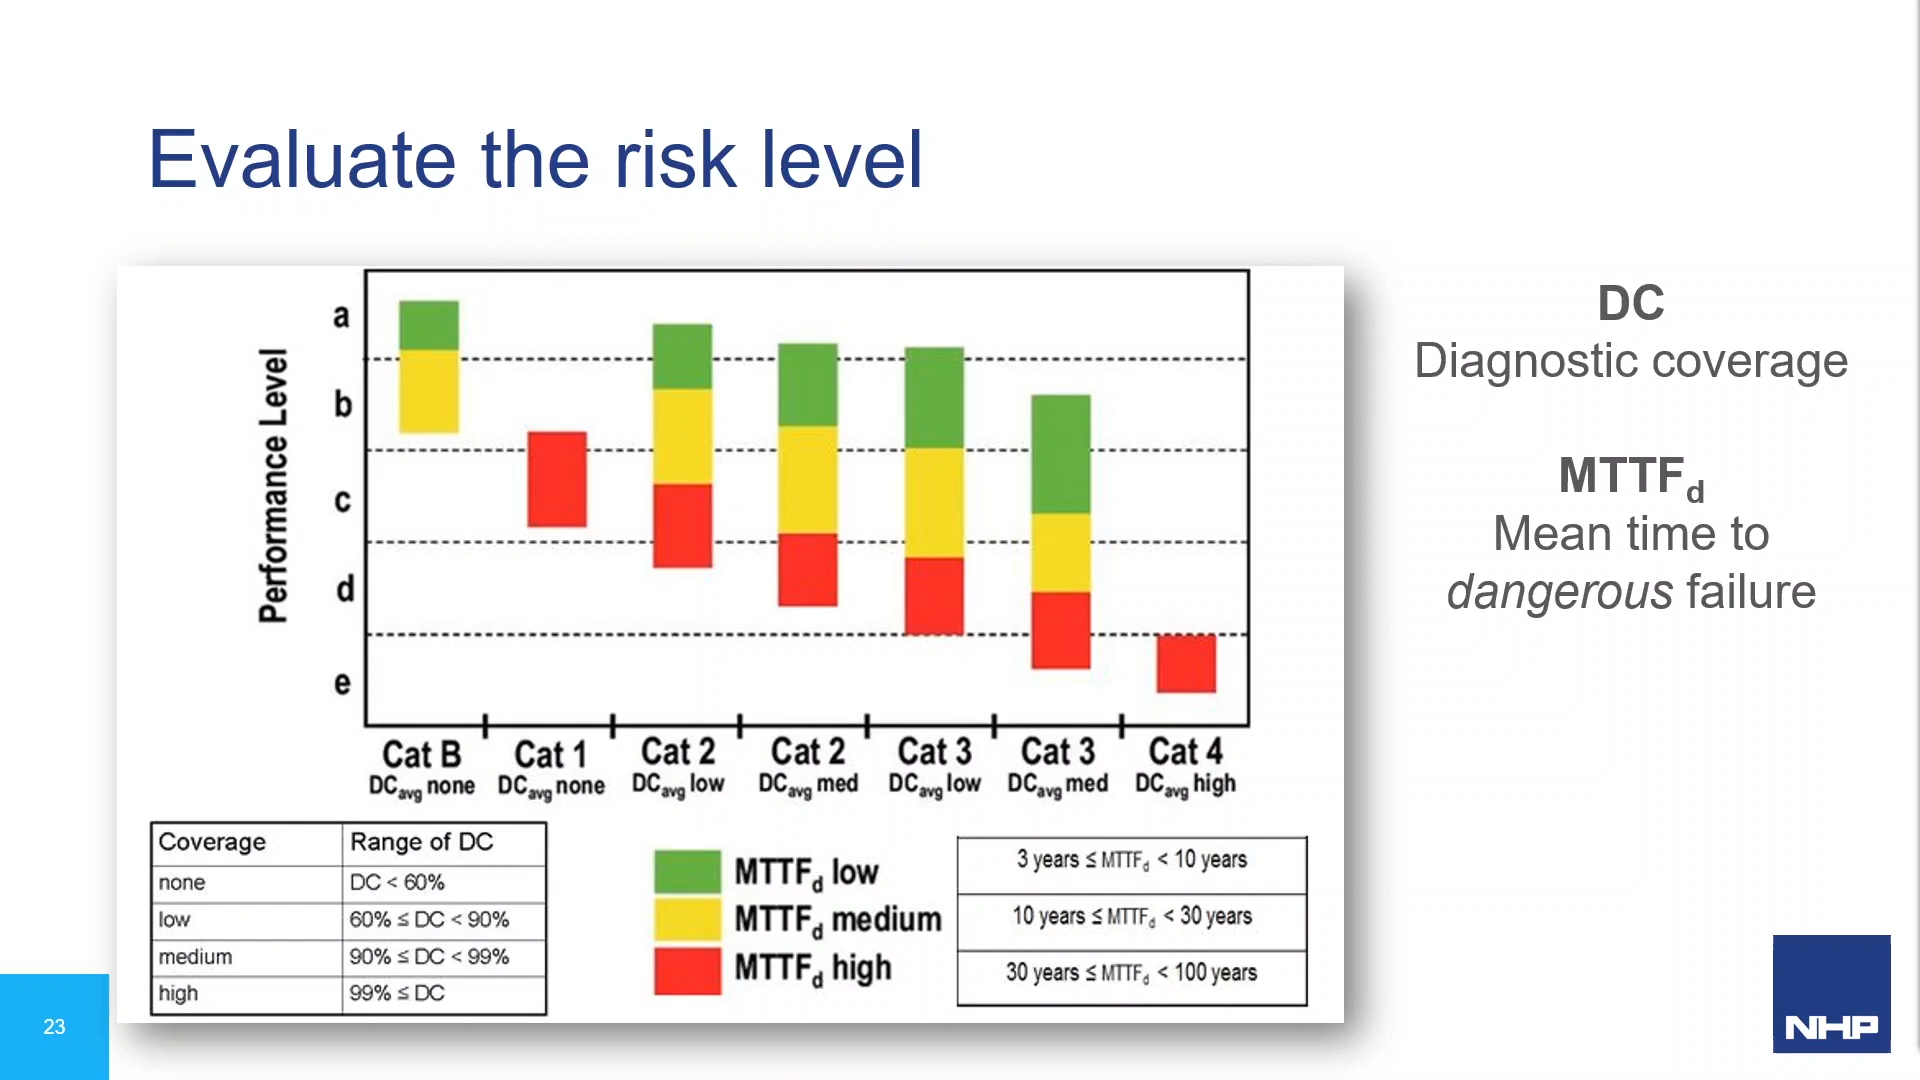 Evaluate the risk level
Performance Level
a
b
c
d
e
Cat B
DCavg none
Cat 1
DCavg none
Cat 2
DCavg low
Cat 2
DCavg med
Cat 3
DCavg low
Cat 3
DCavg med
Cat 4
DCavg high
Coverage Range of DC
none DC < 60%
low 60% ≤ DC < 90%
medium 90% ≤ DC < 99%
high 99% ≤ DC
MTTFd low
MTTFd medium
MTTFd high
3 years ≤ MTTFd < 10 years
10 years ≤ MTTFd < 30 years
30 years ≤ MTTFd < 100 years
DC
Diagnostic coverage
MTTFd
Mean time to
dangerous failure
23
NHP